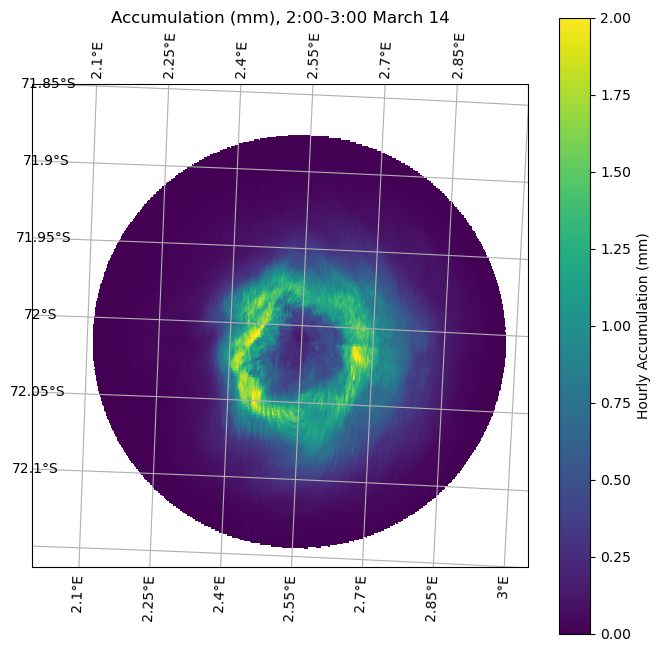 Accumulation (mm), 2:00-3:00 March 14
2.1°E 2.25°E 2.4°E 2.55°E 2.7°E 2.85°E
71.85°S
71.9°S
71.95°S
72°S
72.05°S
72.1°S
2.1°E 2.25°E 2.4°E 2.55°E 2.7°E 2.85°E 3°E
2.00
1.75
1.50
1.25
1.00
0.75
0.50
0.25
0.00
Hourly Accumulation (mm)